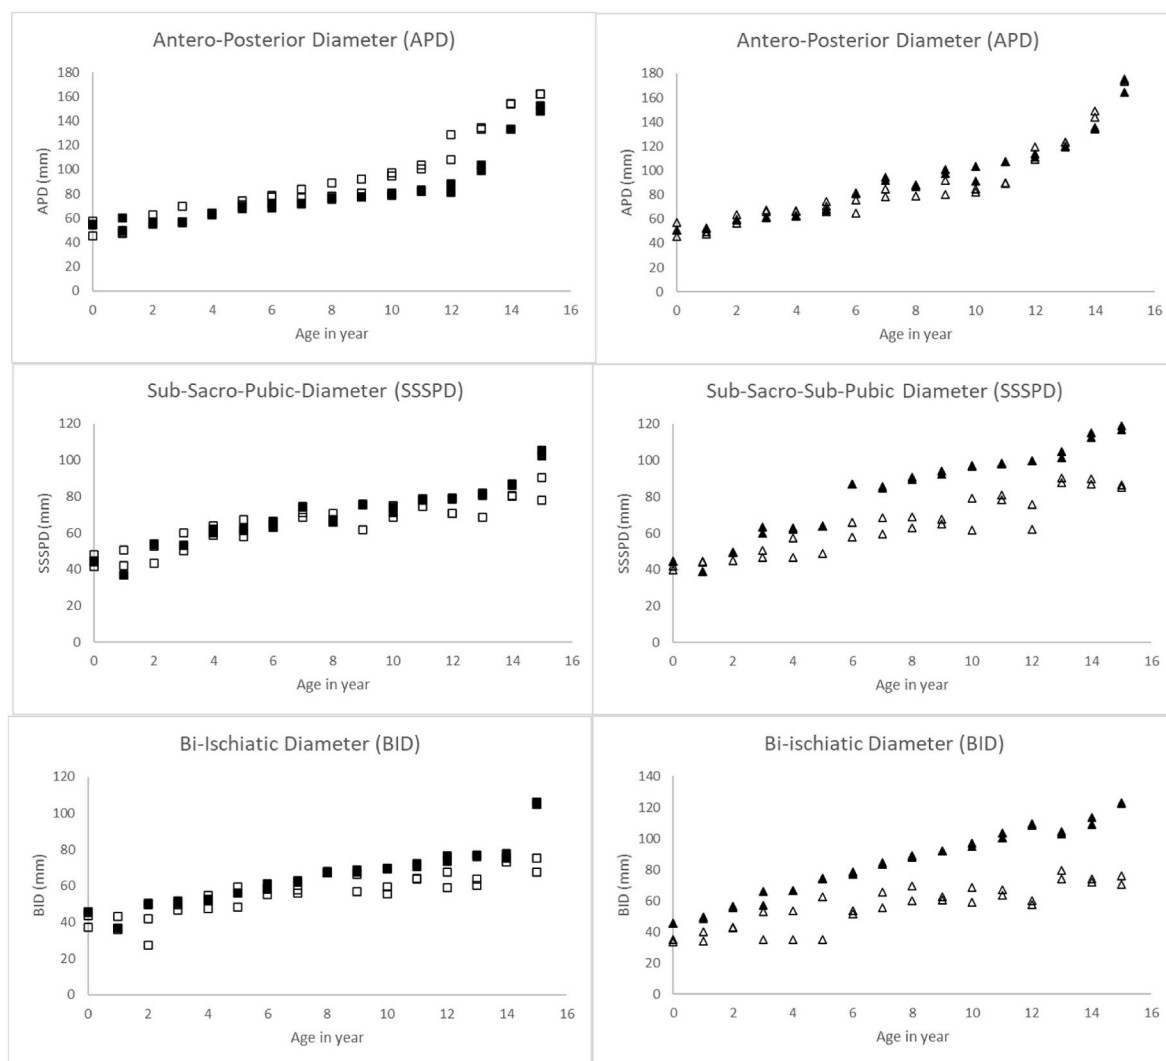 Antero-Posterior Diameter (APD)
180
160
140
120
100
80
60
40
20
0
APD (mm)
0 2 4 6 8 10 12 14 16
Age in year
Antero-Posterior Diameter (APD)
180
160
140
120
100
80
60
40
20
0
APD (mm)
0 2 4 6 8 10 12 14 16
Age in year
Sub-Sacro-Pubic-Diameter (SSSPD)
120
100
80
60
40
20
0
SSSPD (mm)
0 2 4 6 8 10 12 14 16
Age in year
Sub-Sacro-Sub-Pubic Diameter (SSSPD)
120
100
80
60
40
20
0
SSSPD (mm)
0 2 4 6 8 10 12 14 16
Age in year
Bi-Ischiatic Diameter (BID)
120
100
80
60
40
20
0
BID (mm)
0 2 4 6 8 10 12 14 16
Age in year
Bi-ischiatic Diameter (BID)
140
120
100
80
60
40
20
0
BID (mm)
0 2 4 6 8 10 12 14 16
Age in year